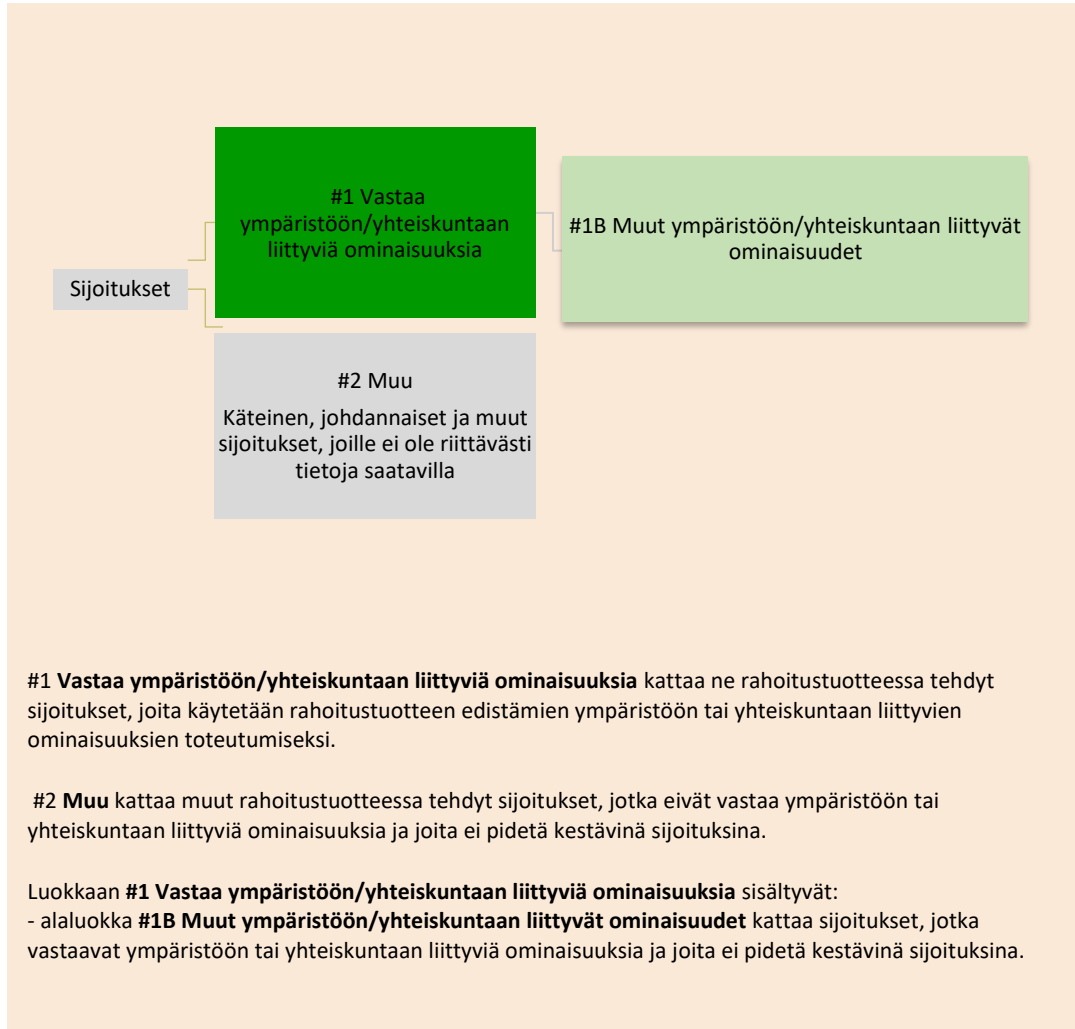 #1 Vastaa
ympäristöön/yhteiskuntaan
liittyviä ominaisuuksia
#1B Muut ympäristöön/yhteiskuntaan liittyvät
ominaisuudet
Sijoitukset
#2 Muu
Käteinen, johdannaiset ja muut
sijoitukset, joille ei ole riittävästi
tietoja saatavilla
#1 Vastaa ympäristöön/yhteiskuntaan liittyviä ominaisuuksia kattaa ne rahoitustuotteessa tehdyt
sijoitukset, joita käytetään rahoitustuotteen edistämien ympäristöön tai yhteiskuntaan liittyvien
ominaisuuksien toteutumiseksi.
#2 Muu kattaa muut rahoitustuotteessa tehdyt sijoitukset, jotka eivät vastaa ympäristöön tai
yhteiskuntaan liittyviä ominaisuuksia ja joita ei pidetä kestävinä sijoituksina.
Luokkaan #1 Vastaa ympäristöön/yhteiskuntaan liittyviä ominaisuuksia sisältyvät:
- alaluokka #1B Muut ympäristöön/yhteiskuntaan liittyvät ominaisuudet kattaa sijoitukset, jotka
vastaavat ympäristöön tai yhteiskuntaan liittyviä ominaisuuksia ja joita ei pidetä kestävinä sijoituksina.